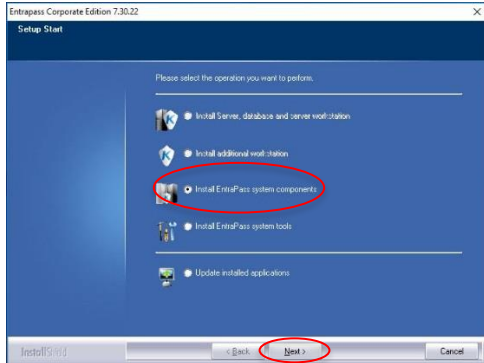 Entrapass Corporate Edition 7.30.22
Setup Start
Please select the operation you want to perform.
Install Server, database and server workstation
Install additional workstation
Install EntraPass system components
Install EntraPass system tools
Update installed applications
InstallShield
< Back
Next >
Cancel